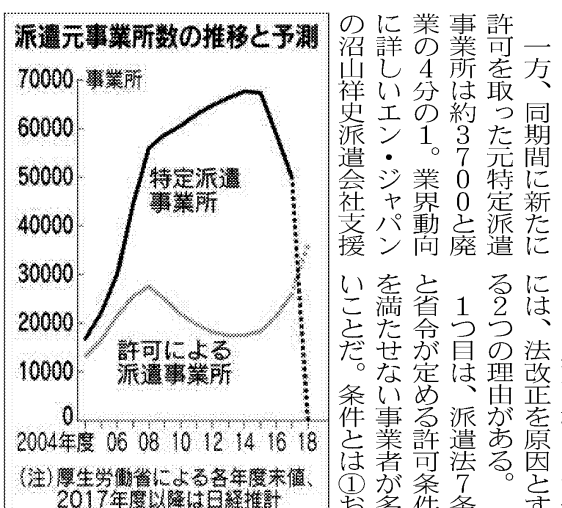 派遣元事業所数の推移と予測
70000 事業所
60000
50000
40000
30000
20000
10000
0
特定派遣
事業所
許可による
派遣事業所
2004年度 06 08 10 12 14 16 18
(注)厚生労働省による各年度末値、
2017年度以降は日経推計
一方、同期間に新たに
許可を取った元特定派遣
事業所は約3700と廃
業の4分の1。業界動向
に詳しいエン・ジャパン
の沼山祥史派遣会社支援
には、法改正を原因とす
る2つの理由がある。
1つ目は、派遣法7条
と省令が定める許可条件
を満たせない事業者が多
いことだ。条件とは①お